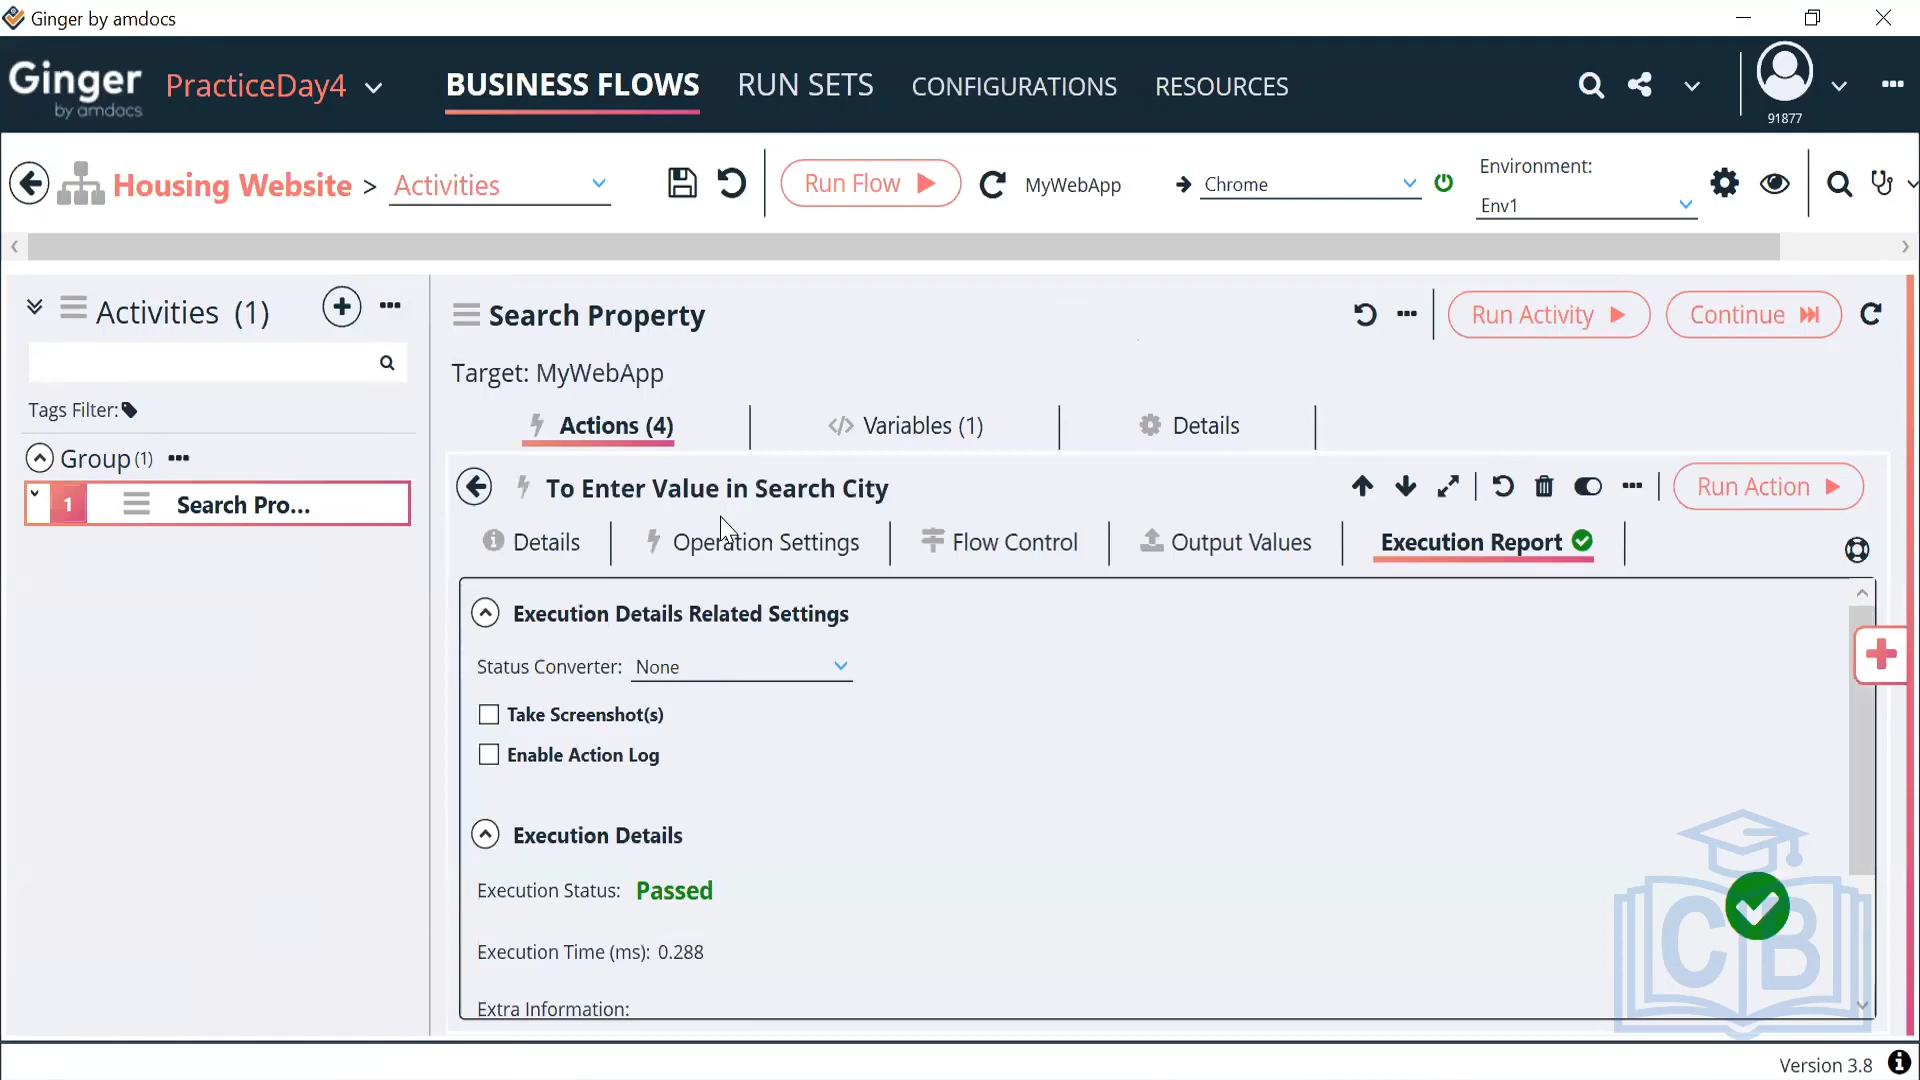 Ginger by amdocs
Ginger
by amdocs
PracticeDay4
BUSINESS FLOWS
RUN SETS
CONFIGURATIONS
RESOURCES
91877
Housing Website > Activities
Run Flow
MyWebApp
Chrome
Environment:
Env1
Activities (1)
Tags Filter:
Group (1)
1
Search Pro...
Search Property
Run Activity
Continue
Target: MyWebApp
Actions (4)
Variables (1)
Details
To Enter Value in Search City
Run Action
Details
Operation Settings
Flow Control
Output Values
Execution Report
Execution Details Related Settings
Status Converter: None
Take Screenshot(s)
Enable Action Log
Execution Details
Execution Status: Passed
Execution Time (ms): 0.288
Extra Information:
CB
Version 3.8